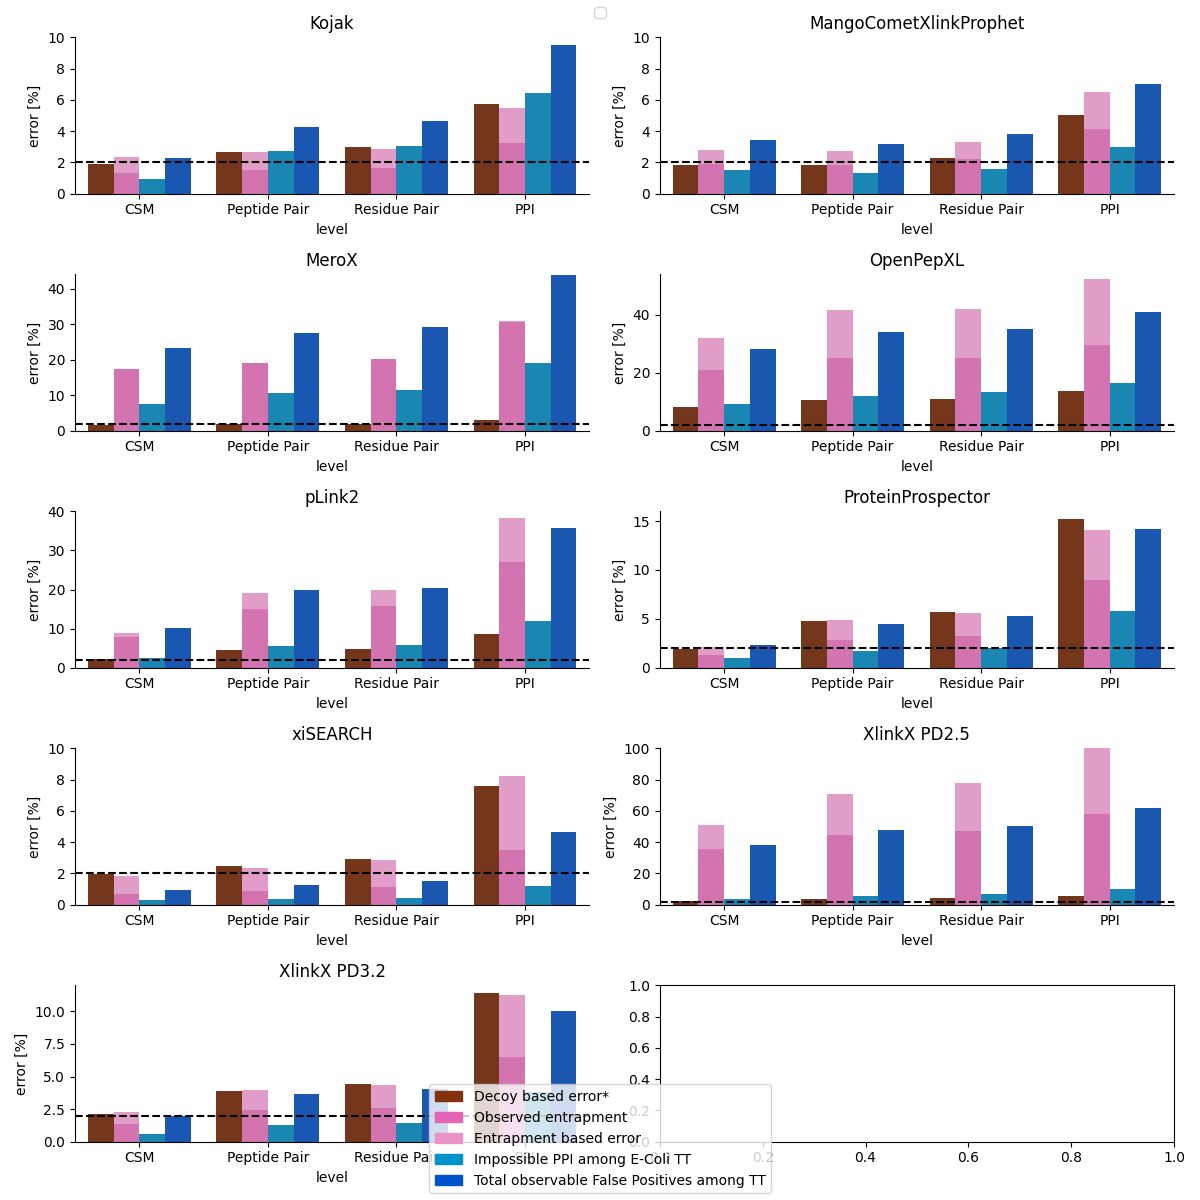 Kojak
error [%]
10
8
6
4
2
0
CSM Peptide Pair Residue Pair PPI
level
MangoCometXlinkProphet
error [%]
10
8
6
4
2
0
CSM Peptide Pair Residue Pair PPI
level
MeroX
error [%]
40
30
20
10
0
CSM Peptide Pair Residue Pair PPI
level
OpenPepXL
error [%]
40
20
0
CSM Peptide Pair Residue Pair PPI
level
pLink2
error [%]
40
30
20
10
0
CSM Peptide Pair Residue Pair PPI
level
ProteinProspector
error [%]
15
10
5
0
CSM Peptide Pair Residue Pair PPI
level
xiSEARCH
error [%]
10
8
6
4
2
0
CSM Peptide Pair Residue Pair PPI
level
XlinkX PD2.5
error [%]
100
80
60
40
20
0
CSM Peptide Pair Residue Pair PPI
level
XlinkX PD3.2
error [%]
10.0
7.5
5.0
2.5
0.0
CSM Peptide Pair Residue Pair
level
1.0
0.8
0.6
0.4
0.2
0.0
0.2 0.4 0.6 0.8 1.0
Decoy based error*
Observed entrapment
Entrapment based error
Impossible PPI among E-Coli TT
Total observable False Positives among TT